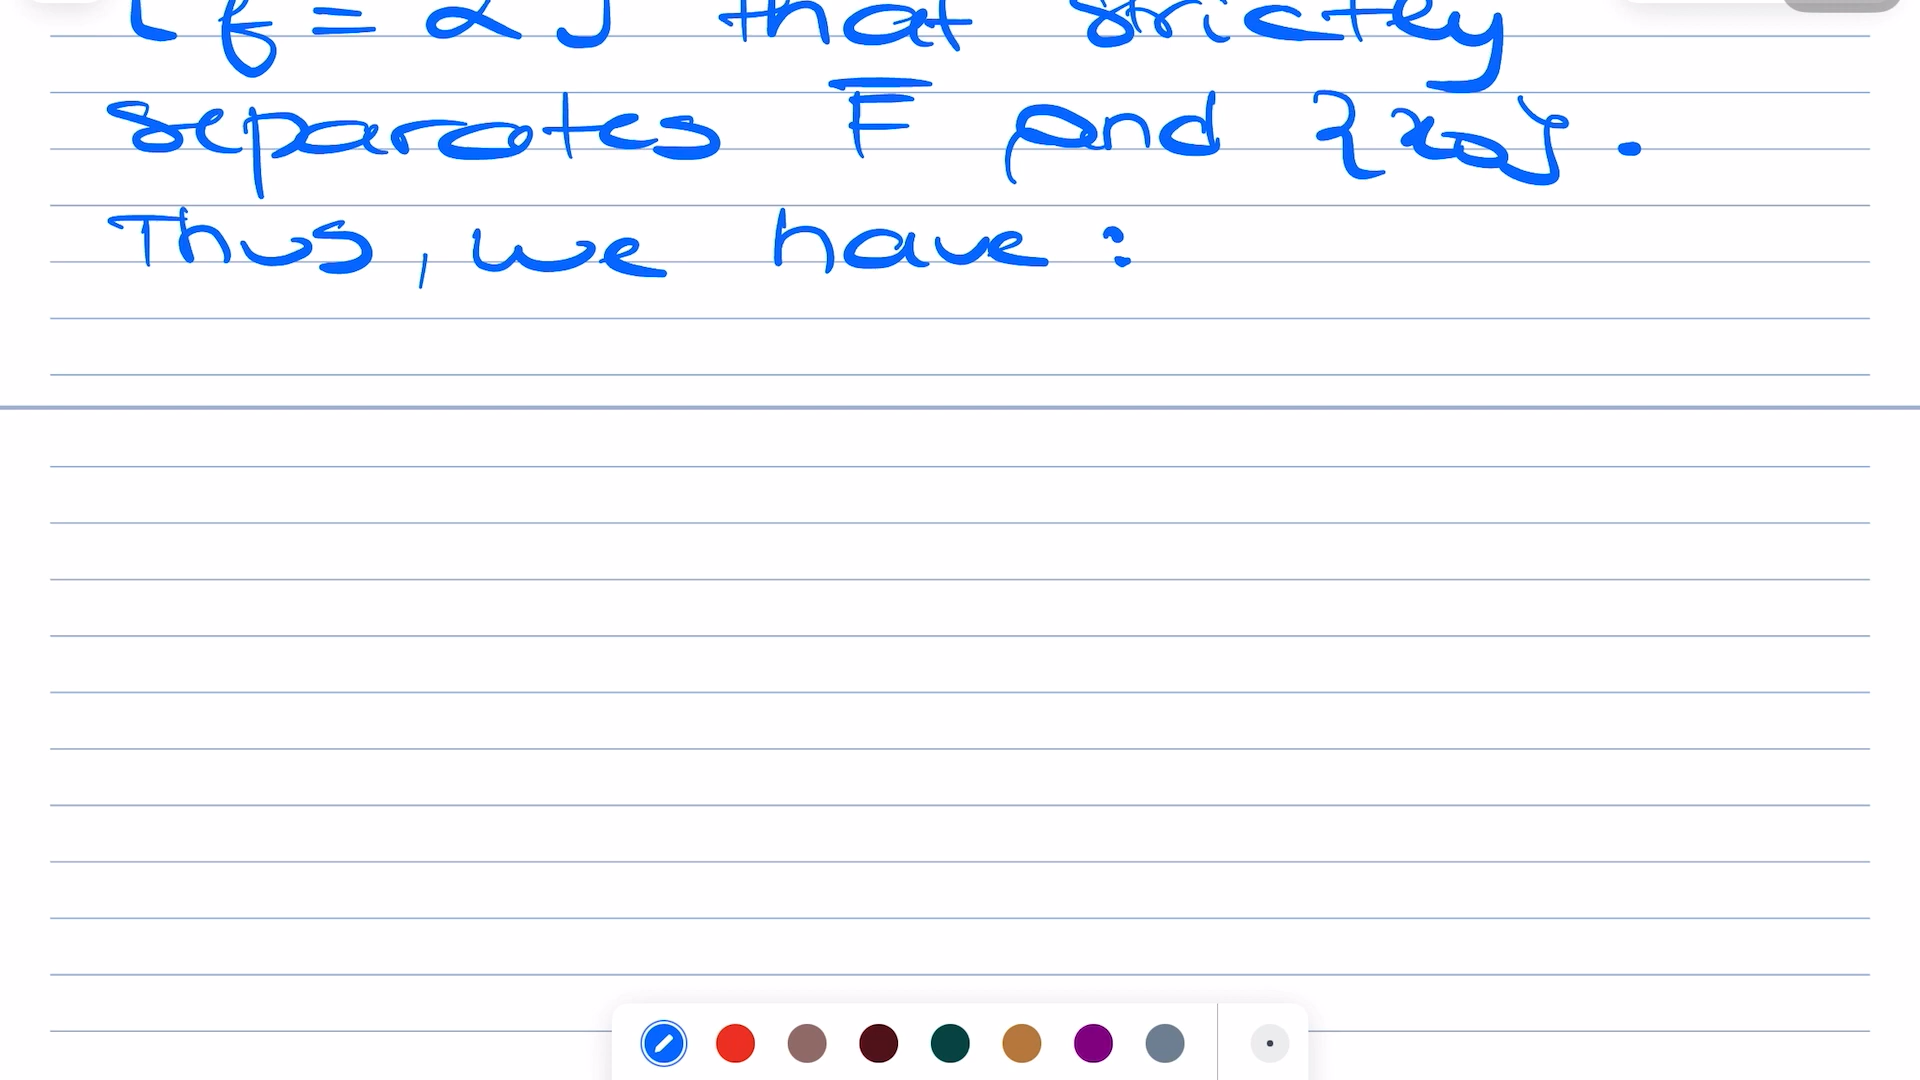 [f = α] that strictly
separates F̅ and {x₀}.
Thus, we have: